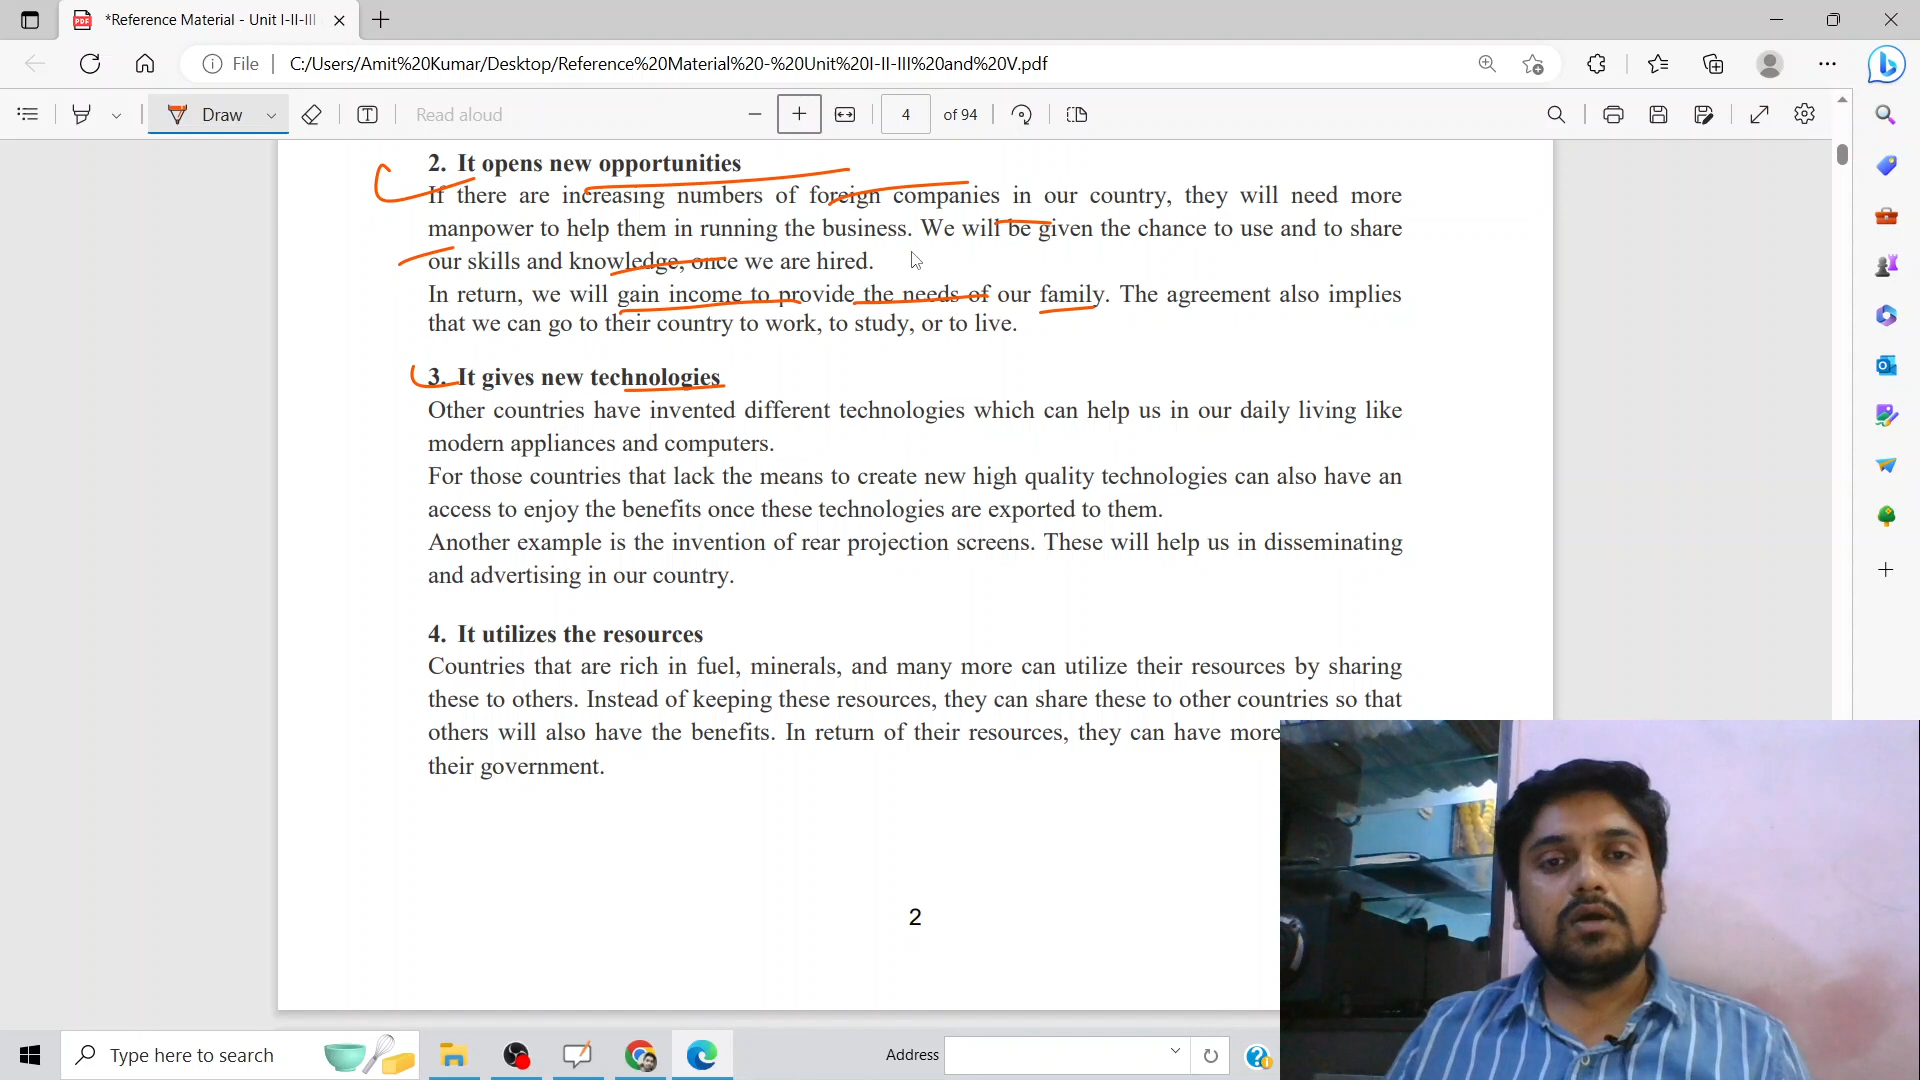 *Reference Material - Unit I-II-III
File
C:/Users/Amit%20Kumar/Desktop/Reference%20Material%20-%20Unit%20I-II-III%20and%20V.pdf
Draw
Read aloud
4
of 94
2. It opens new opportunities
If there are increasing numbers of foreign companies in our country, they will need more
manpower to help them in running the business. We will be given the chance to use and to share
our skills and knowledge, once we are hired.
In return, we will gain income to provide the needs of our family. The agreement also implies
that we can go to their country to work, to study, or to live.
3. It gives new technologies
Other countries have invented different technologies which can help us in our daily living like
modern appliances and computers.
For those countries that lack the means to create new high quality technologies can also have an
access to enjoy the benefits once these technologies are exported to them.
Another example is the invention of rear projection screens. These will help us in disseminating
and advertising in our country.
4. It utilizes the resources
Countries that are rich in fuel, minerals, and many more can utilize their resources by sharing
these to others. Instead of keeping these resources, they can share these to other countries so that
others will also have the benefits. In return of their resources, they can have more
their government.
2
Type here to search
Address